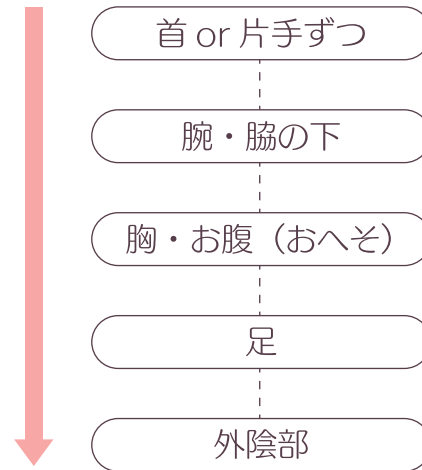 首 or 片手ずつ
腕・脇の下
胸・お腹（おへそ）
足
外陰部